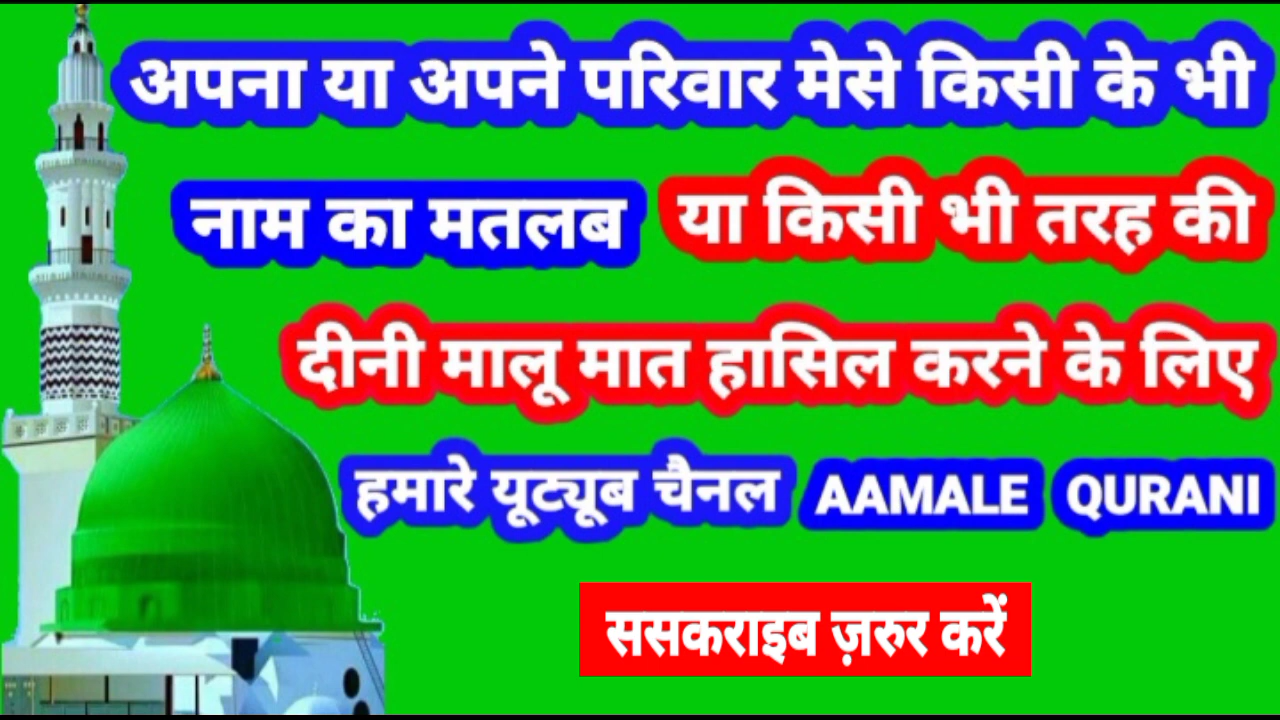 अपना या अपने परिवार मेसे किसी के भी
नाम का मतलब या किसी भी तरह की
दीनी मालू मात हासिल करने के लिए
हमारे यूट्यूब चैनल AAMALE QURANI
ससकराइब ज़रुर करें